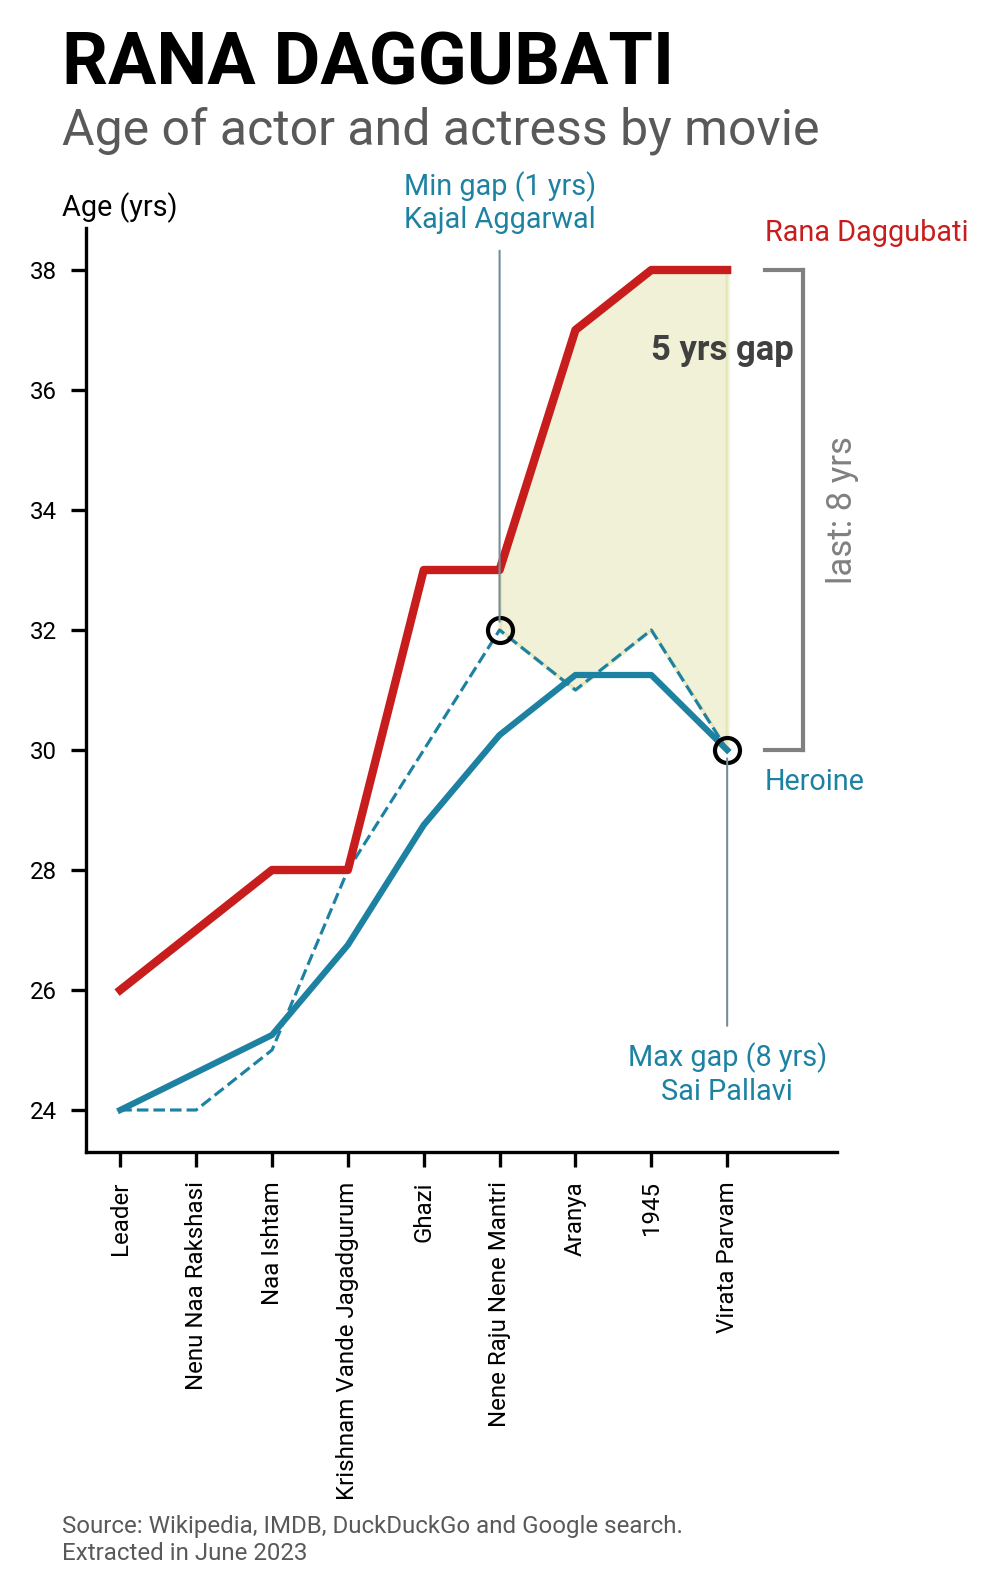 RANA DAGGUBATI
Age of actor and actress by movie
Min gap (1 yrs)
Kajal Aggarwal
Age (yrs)
Rana Daggubati
38
36
34
32
30
28
26
24
5 yrs gap
last: 8 yrs
Heroine
Max gap (8 yrs)
Sai Pallavi
Leader
Nenu Naa Rakshasi
Naa Ishtam
Krishnam Vande Jagadgurum
Ghazi
Nene Raju Nene Mantri
Aranya
1945
Virata Parvam
Source: Wikipedia, IMDB, DuckDuckGo and Google search.
Extracted in June 2023